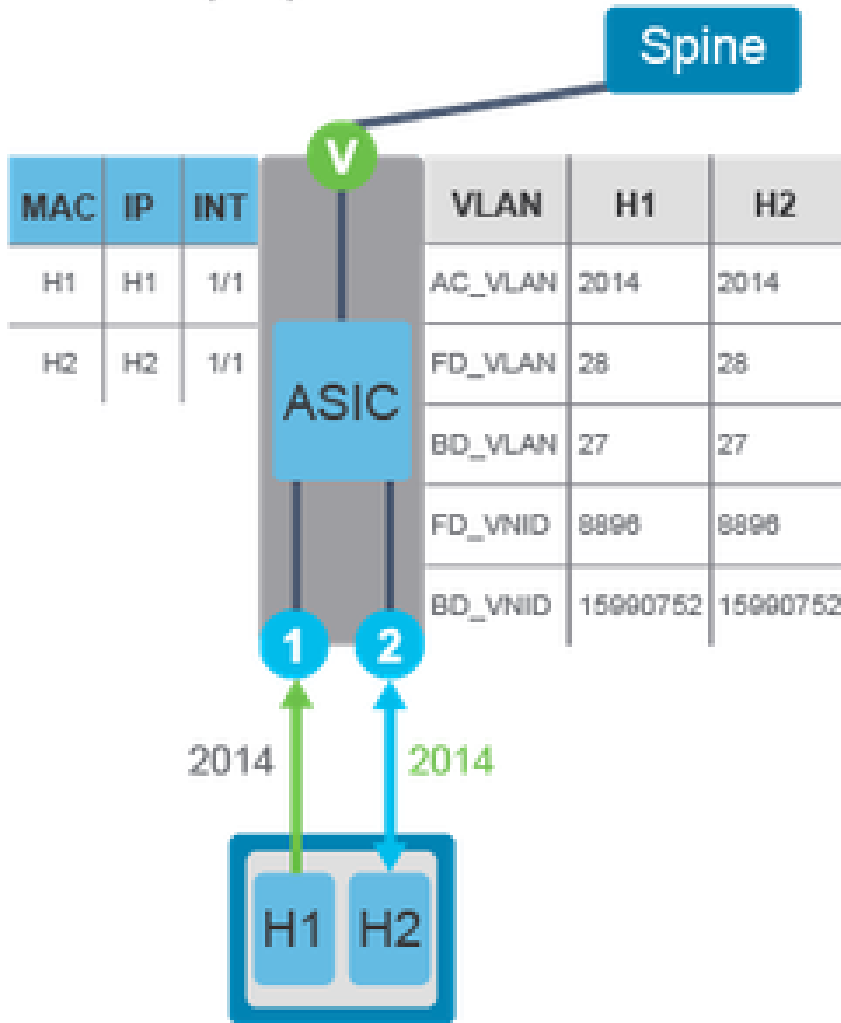 Spine
V
MAC IP INT
H1 H1 1/1
H2 H2 1/1
ASIC
VLAN H1 H2
AC_VLAN 2014 2014
FD_VLAN 28 28
BD_VLAN 27 27
FD_VNID 8896 8896
BD_VNID 15990752 15990752
1 2
2014 2014
H1 H2